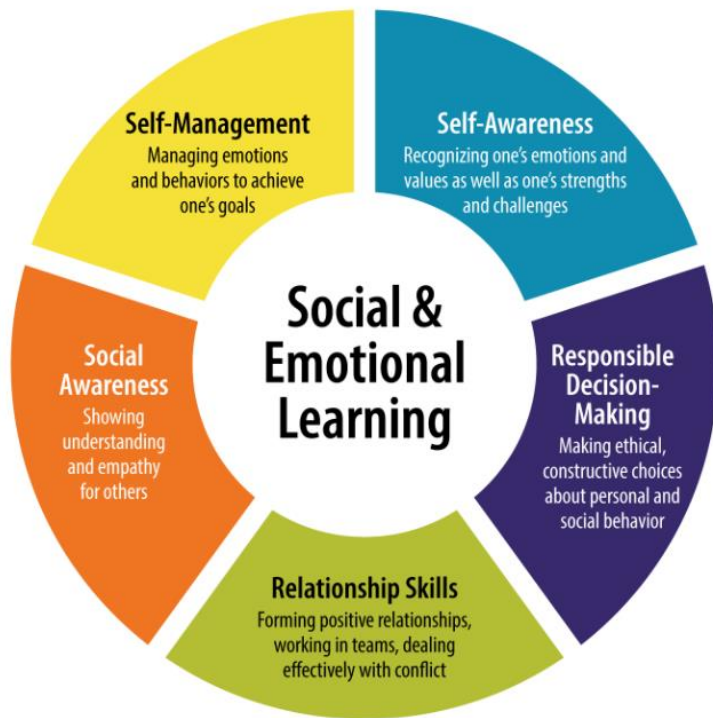 Social &
Emotional
Learning
Self-Management
Managing emotions
and behaviors to achieve
one's goals
Self-Awareness
Recognizing one's emotions and
values as well as one's strengths
and challenges
Social
Awareness
Showing
understanding
and empathy
for others
Responsible
Decision-
Making
Making ethical,
constructive choices
about personal and
social behavior
Relationship Skills
Forming positive relationships,
working in teams, dealing
effectively with conflict